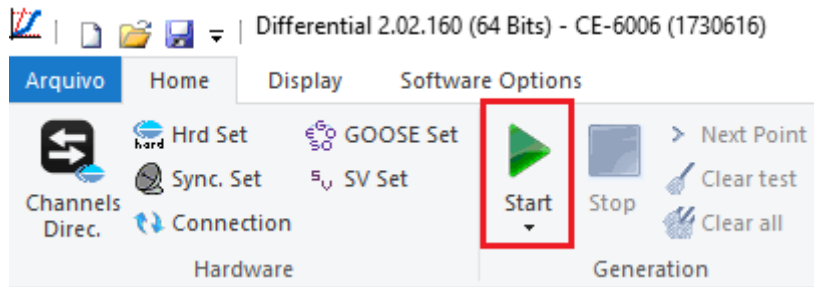 Differential 2.02.160 (64 Bits) - CE-6006 (1730616)
Arquivo Home Display Software Options
Channels Direc.
hard Hrd Set
Sync. Set
Connection
GOOSE Set
SV Set
Hardware
Start
Stop
Next Point
Clear test
Clear all
Generation